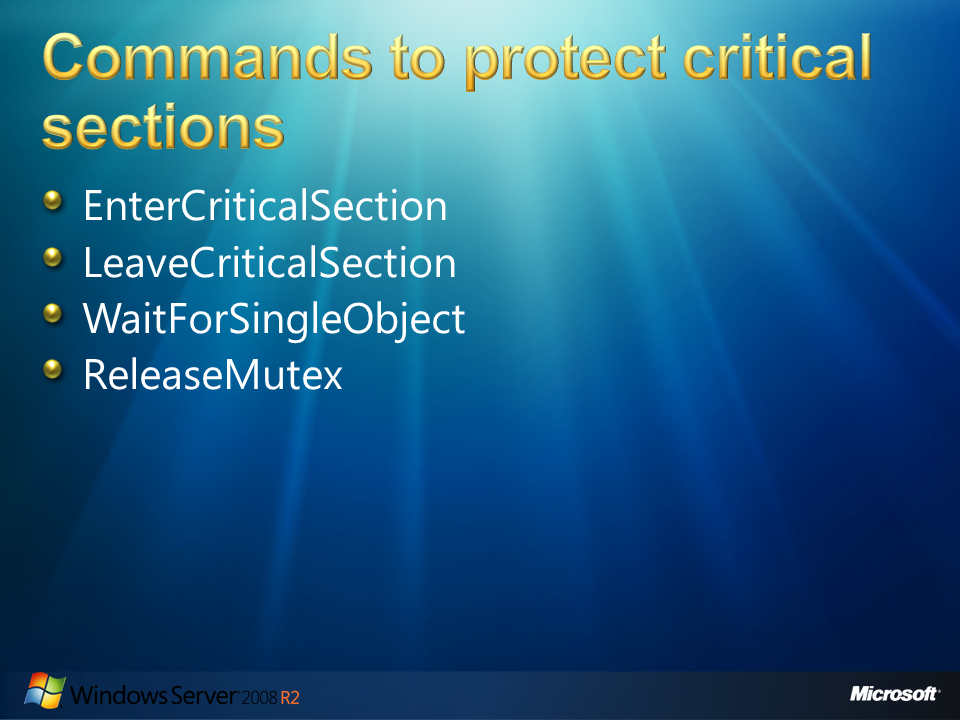 Commands to protect critical
sections
EnterCriticalSection
LeaveCriticalSection
WaitForSingleObject
ReleaseMutex
Windows Server 2008 R2
Microsoft